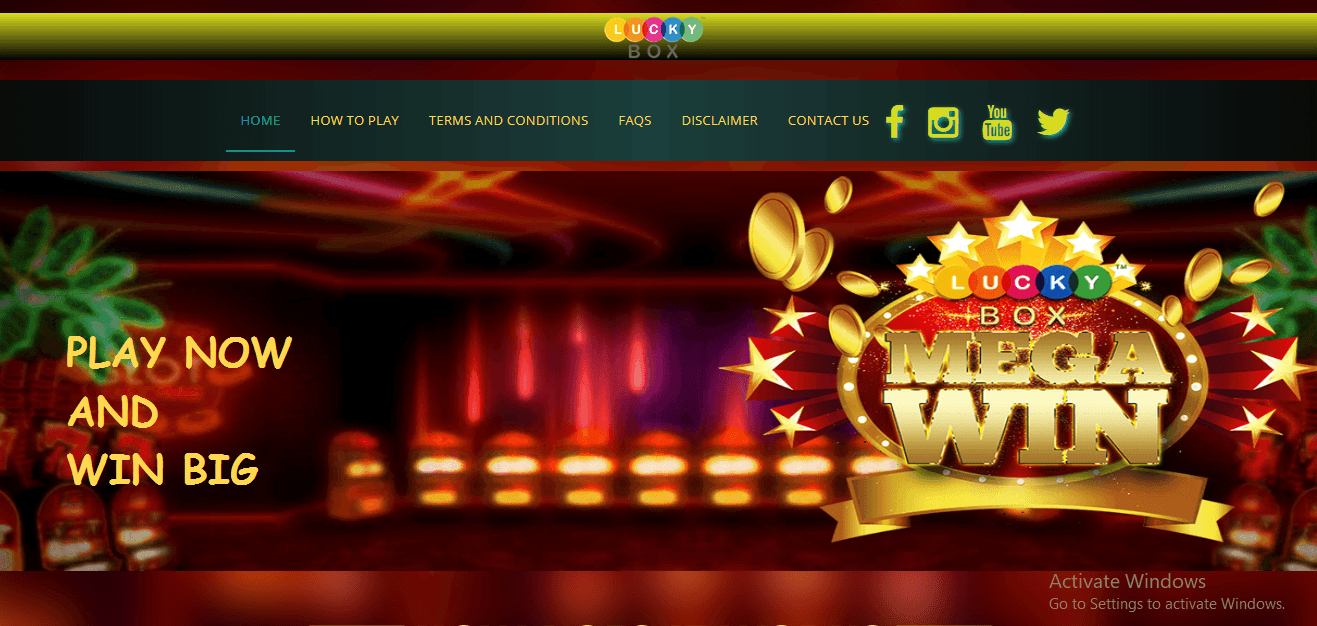 LUCKY
BOX
HOME HOW TO PLAY TERMS AND CONDITIONS FAQS DISCLAIMER CONTACT US You Tube
LUCKY™
BOX
MEGA
WIN
PLAY NOW
AND
WIN BIG
Activate Windows
Go to Settings to activate Windows.